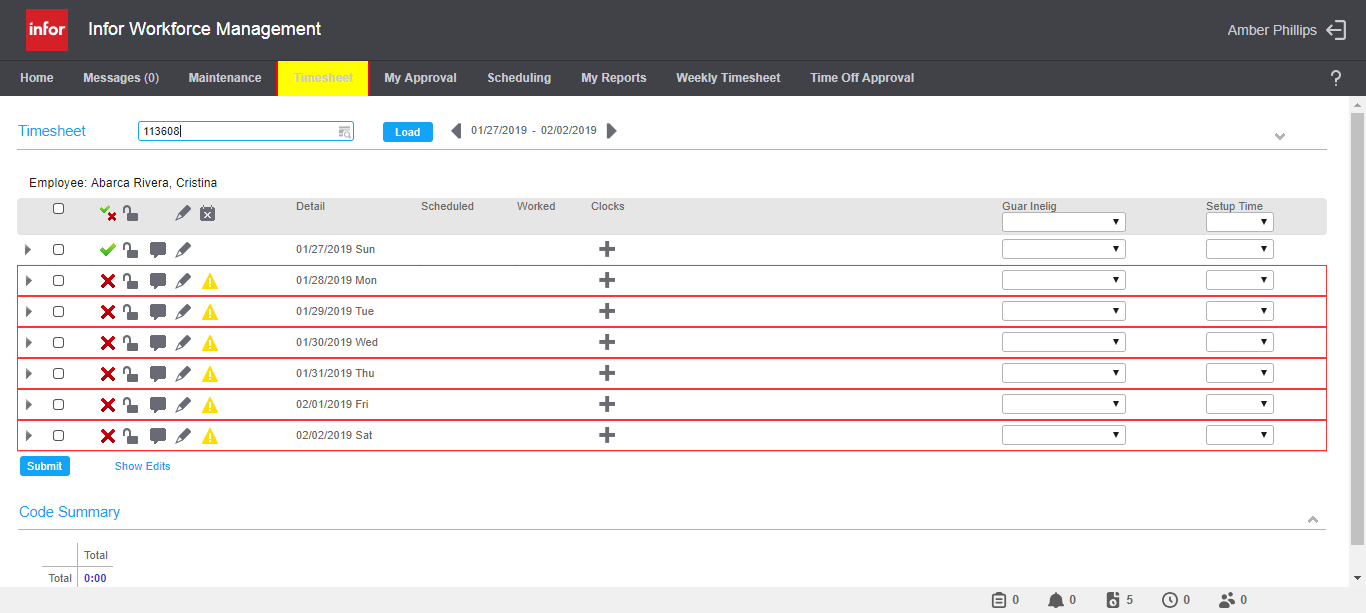 infor Infor Workforce Management Amber Phillips
Home Messages (0) Maintenance Timesheet My Approval Scheduling My Reports Weekly Timesheet Time Off Approval ?
Timesheet 113608 Load 01/27/2019 - 02/02/2019
Employee: Abarca Rivera, Cristina
Detail Scheduled Worked Clocks Guar Inelig Setup Time
01/27/2019 Sun
01/28/2019 Mon
01/29/2019 Tue
01/30/2019 Wed
01/31/2019 Thu
02/01/2019 Fri
02/02/2019 Sat
Submit Show Edits
Code Summary
Total
Total 0:00
0 0 5 0 0